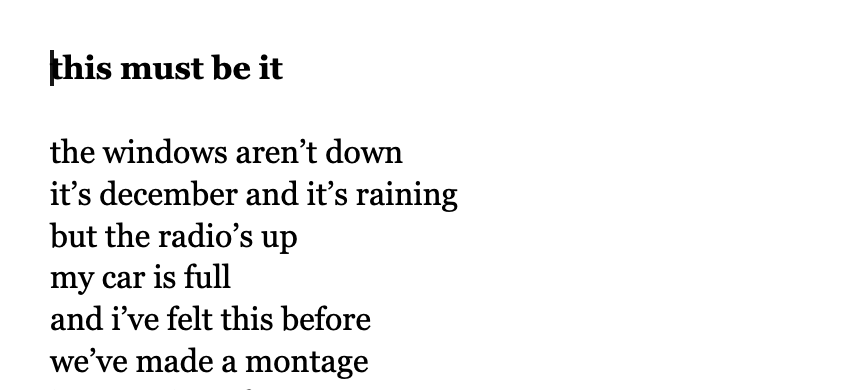 this must be it
the windows aren’t down
it’s december and it’s raining
but the radio’s up
my car is full
and i’ve felt this before
we’ve made a montage